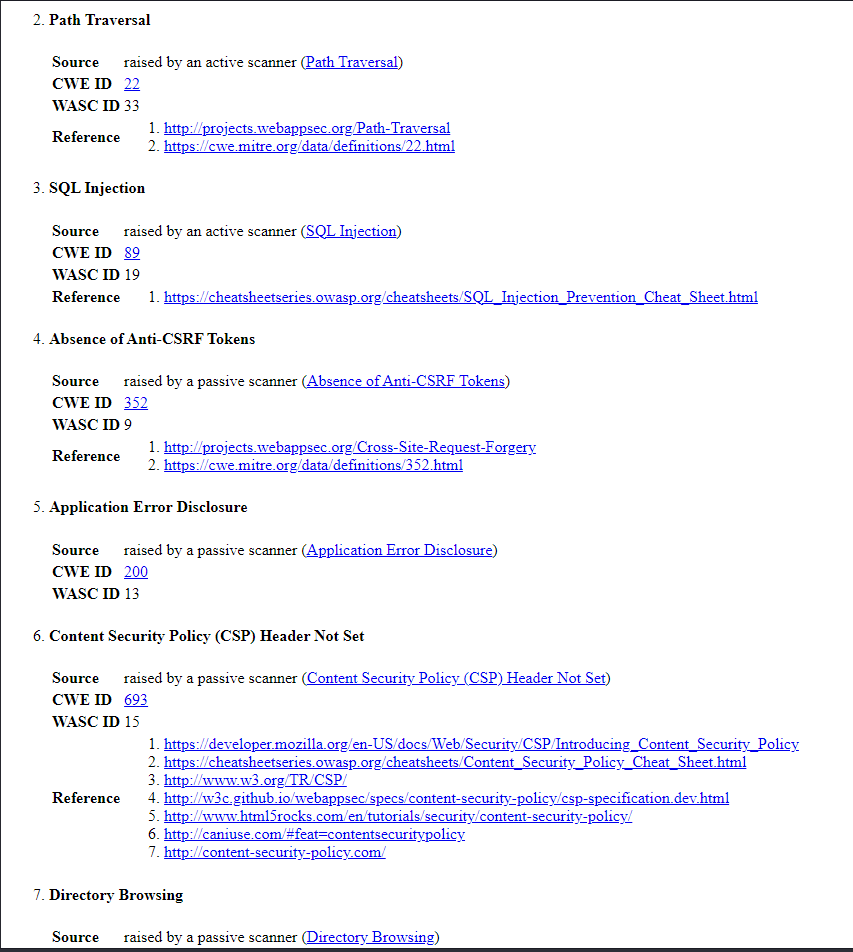 2. Path Traversal
Source raised by an active scanner (Path Traversal)
CWE ID 22
WASC ID 33
Reference 1. http://projects.webappsec.org/Path-Traversal
2. https://cwe.mitre.org/data/definitions/22.html
3. SQL Injection
Source raised by an active scanner (SQL Injection)
CWE ID 89
WASC ID 19
Reference 1. https://cheatsheetseries.owasp.org/cheatsheets/SQL_Injection_Prevention_Cheat_Sheet.html
4. Absence of Anti-CSRF Tokens
Source raised by a passive scanner (Absence of Anti-CSRF Tokens)
CWE ID 352
WASC ID 9
Reference 1. http://projects.webappsec.org/Cross-Site-Request-Forgery
2. https://cwe.mitre.org/data/definitions/352.html
5. Application Error Disclosure
Source raised by a passive scanner (Application Error Disclosure)
CWE ID 200
WASC ID 13
6. Content Security Policy (CSP) Header Not Set
Source raised by a passive scanner (Content Security Policy (CSP) Header Not Set)
CWE ID 693
WASC ID 15
Reference 1. https://developer.mozilla.org/en-US/docs/Web/Security/CSP/Introducing_Content_Security_Policy
2. https://cheatsheetseries.owasp.org/cheatsheets/Content_Security_Policy_Cheat_Sheet.html
3. http://www.w3.org/TR/CSP/
4. http://w3c.github.io/webappsec/specs/content-security-policy/csp-specification.dev.html
5. http://www.html5rocks.com/en/tutorials/security/content-security-policy/
6. http://caniuse.com/#feat=contentsecuritypolicy
7. http://content-security-policy.com/
7. Directory Browsing
Source raised by a passive scanner (Directory Browsing)